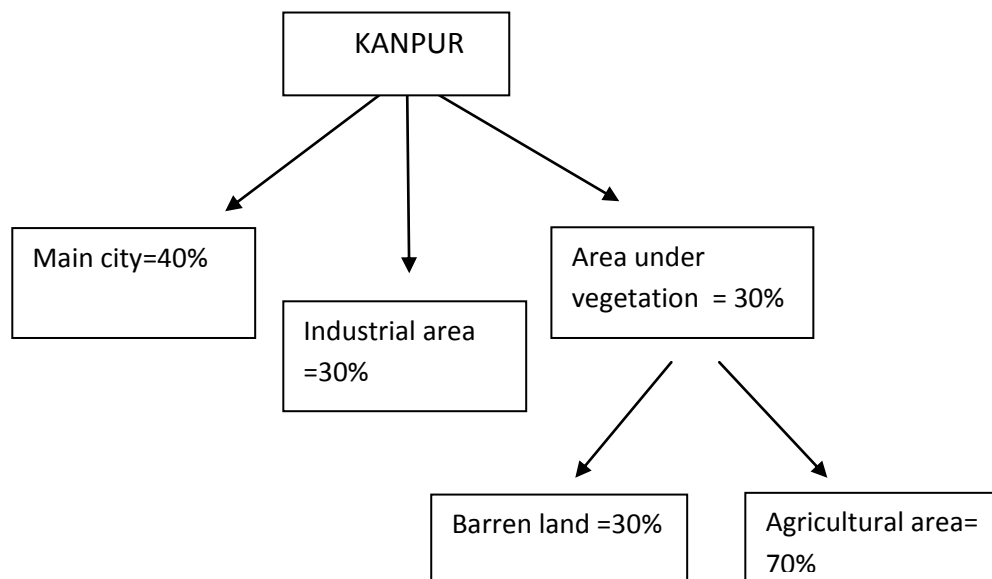 KANPUR
Main city=40%
Industrial area
=30%
Area under
vegetation = 30%
Barren land =30%
Agricultural area=
70%